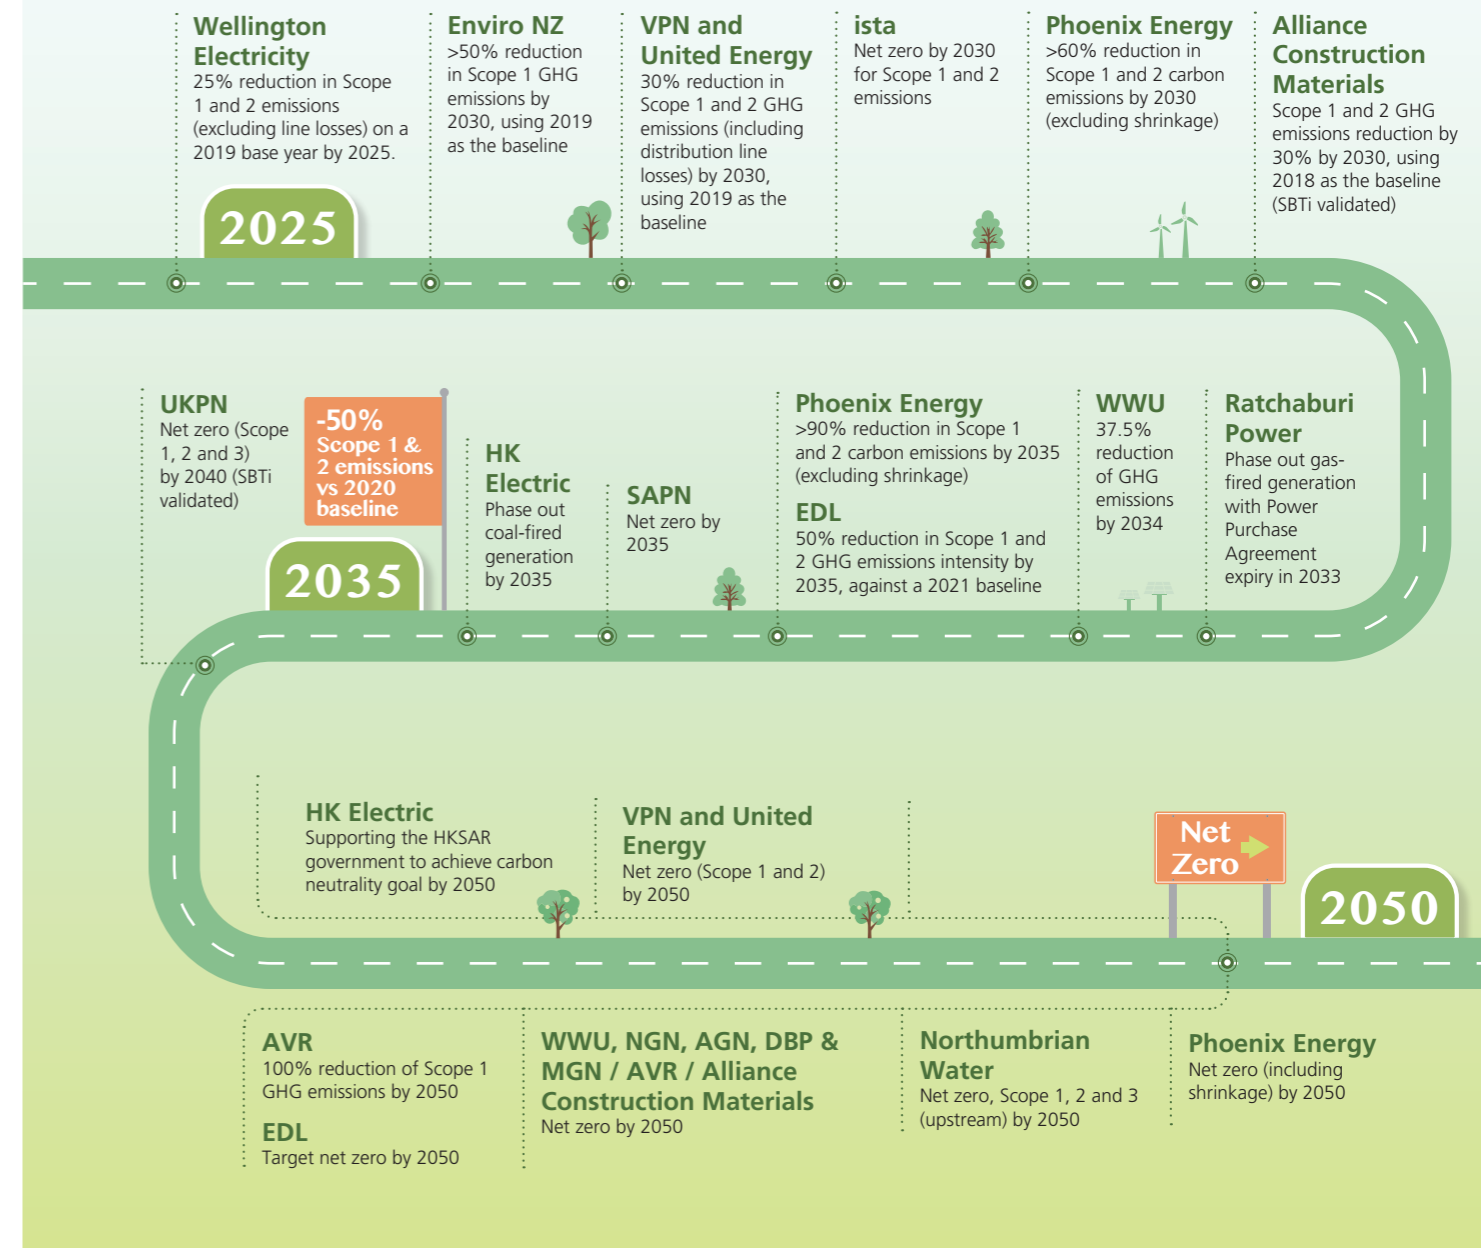 Wellington
Electricity
25% reduction in Scope
1 and 2 emissions
(excluding line losses) on a
2019 base year by 2025.
Enviro NZ
>50% reduction
in Scope 1 GHG
emissions by
2030, using 2019
as the baseline
VPN and
United Energy
30% reduction in
Scope 1 and 2 GHG
emissions (including
distribution line
losses) by 2030,
using 2019 as the
baseline
ista
Net zero by 2030
for Scope 1 and 2
emissions
Phoenix Energy
>60% reduction in
Scope 1 and 2 carbon
emissions by 2030
(excluding shrinkage)
Alliance
Construction
Materials
Scope 1 and 2 GHG
emissions reduction by
30% by 2030, using
2018 as the baseline
(SBTi validated)
2025
UKPN
Net zero (Scope
1, 2 and 3)
by 2040 (SBTi
validated)
-50%
Scope 1 &
2 emissions
vs 2020
baseline
2035
HK
Electric
Phase out
coal-fired
generation
by 2035
SAPN
Net zero by
2035
Phoenix Energy
>90% reduction in Scope 1
and 2 carbon emissions by 2035
(excluding shrinkage)
EDL
50% reduction in Scope 1 and
2 GHG emissions intensity by
2035, against a 2021 baseline
WWU
37.5%
reduction
of GHG
emissions
by 2034
Ratchaburi
Power
Phase out gas-
fired generation
with Power
Purchase
Agreement
expiry in 2033
HK Electric
Supporting the HKSAR
government to achieve carbon
neutrality goal by 2050
VPN and United
Energy
Net zero (Scope 1 and 2)
by 2050
Net
Zero
2050
AVR
100% reduction of Scope 1
GHG emissions by 2050
EDL
Target net zero by 2050
WWU, NGN, AGN, DBP &
MGN / AVR / Alliance
Construction Materials
Net zero by 2050
Northumbrian
Water
Net zero, Scope 1, 2 and 3
(upstream) by 2050
Phoenix Energy
Net zero (including
shrinkage) by 2050